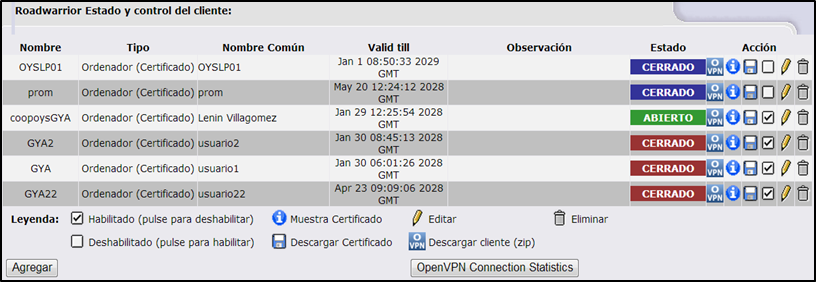 Roadwarrior Estado y control del cliente:
Nombre Tipo Nombre Común Valid till Observación Estado Acción
OYSLP01 Ordenador (Certificado) OYSLP01 Jan 1 08:50:33 2029 GMT CERRADO O VPN
prom Ordenador (Certificado) prom May 20 12:24:12 2028 GMT CERRADO O VPN
coopoysGYA Ordenador (Certificado) Lenin Villagomez Jan 29 12:25:54 2028 GMT ABIERTO O VPN
GYA2 Ordenador (Certificado) usuario2 Jan 30 08:45:13 2028 GMT CERRADO O VPN
GYA Ordenador (Certificado) usuario1 Jan 30 06:01:26 2028 GMT CERRADO O VPN
GYA22 Ordenador (Certificado) usuario22 Apr 23 09:09:06 2028 GMT CERRADO O VPN
Leyenda: Habilitado (pulse para deshabilitar) Muestra Certificado Editar Eliminar
Deshabilitado (pulse para habilitar) Descargar Certificado O VPN Descargar cliente (zip)
Agregar OpenVPN Connection Statistics